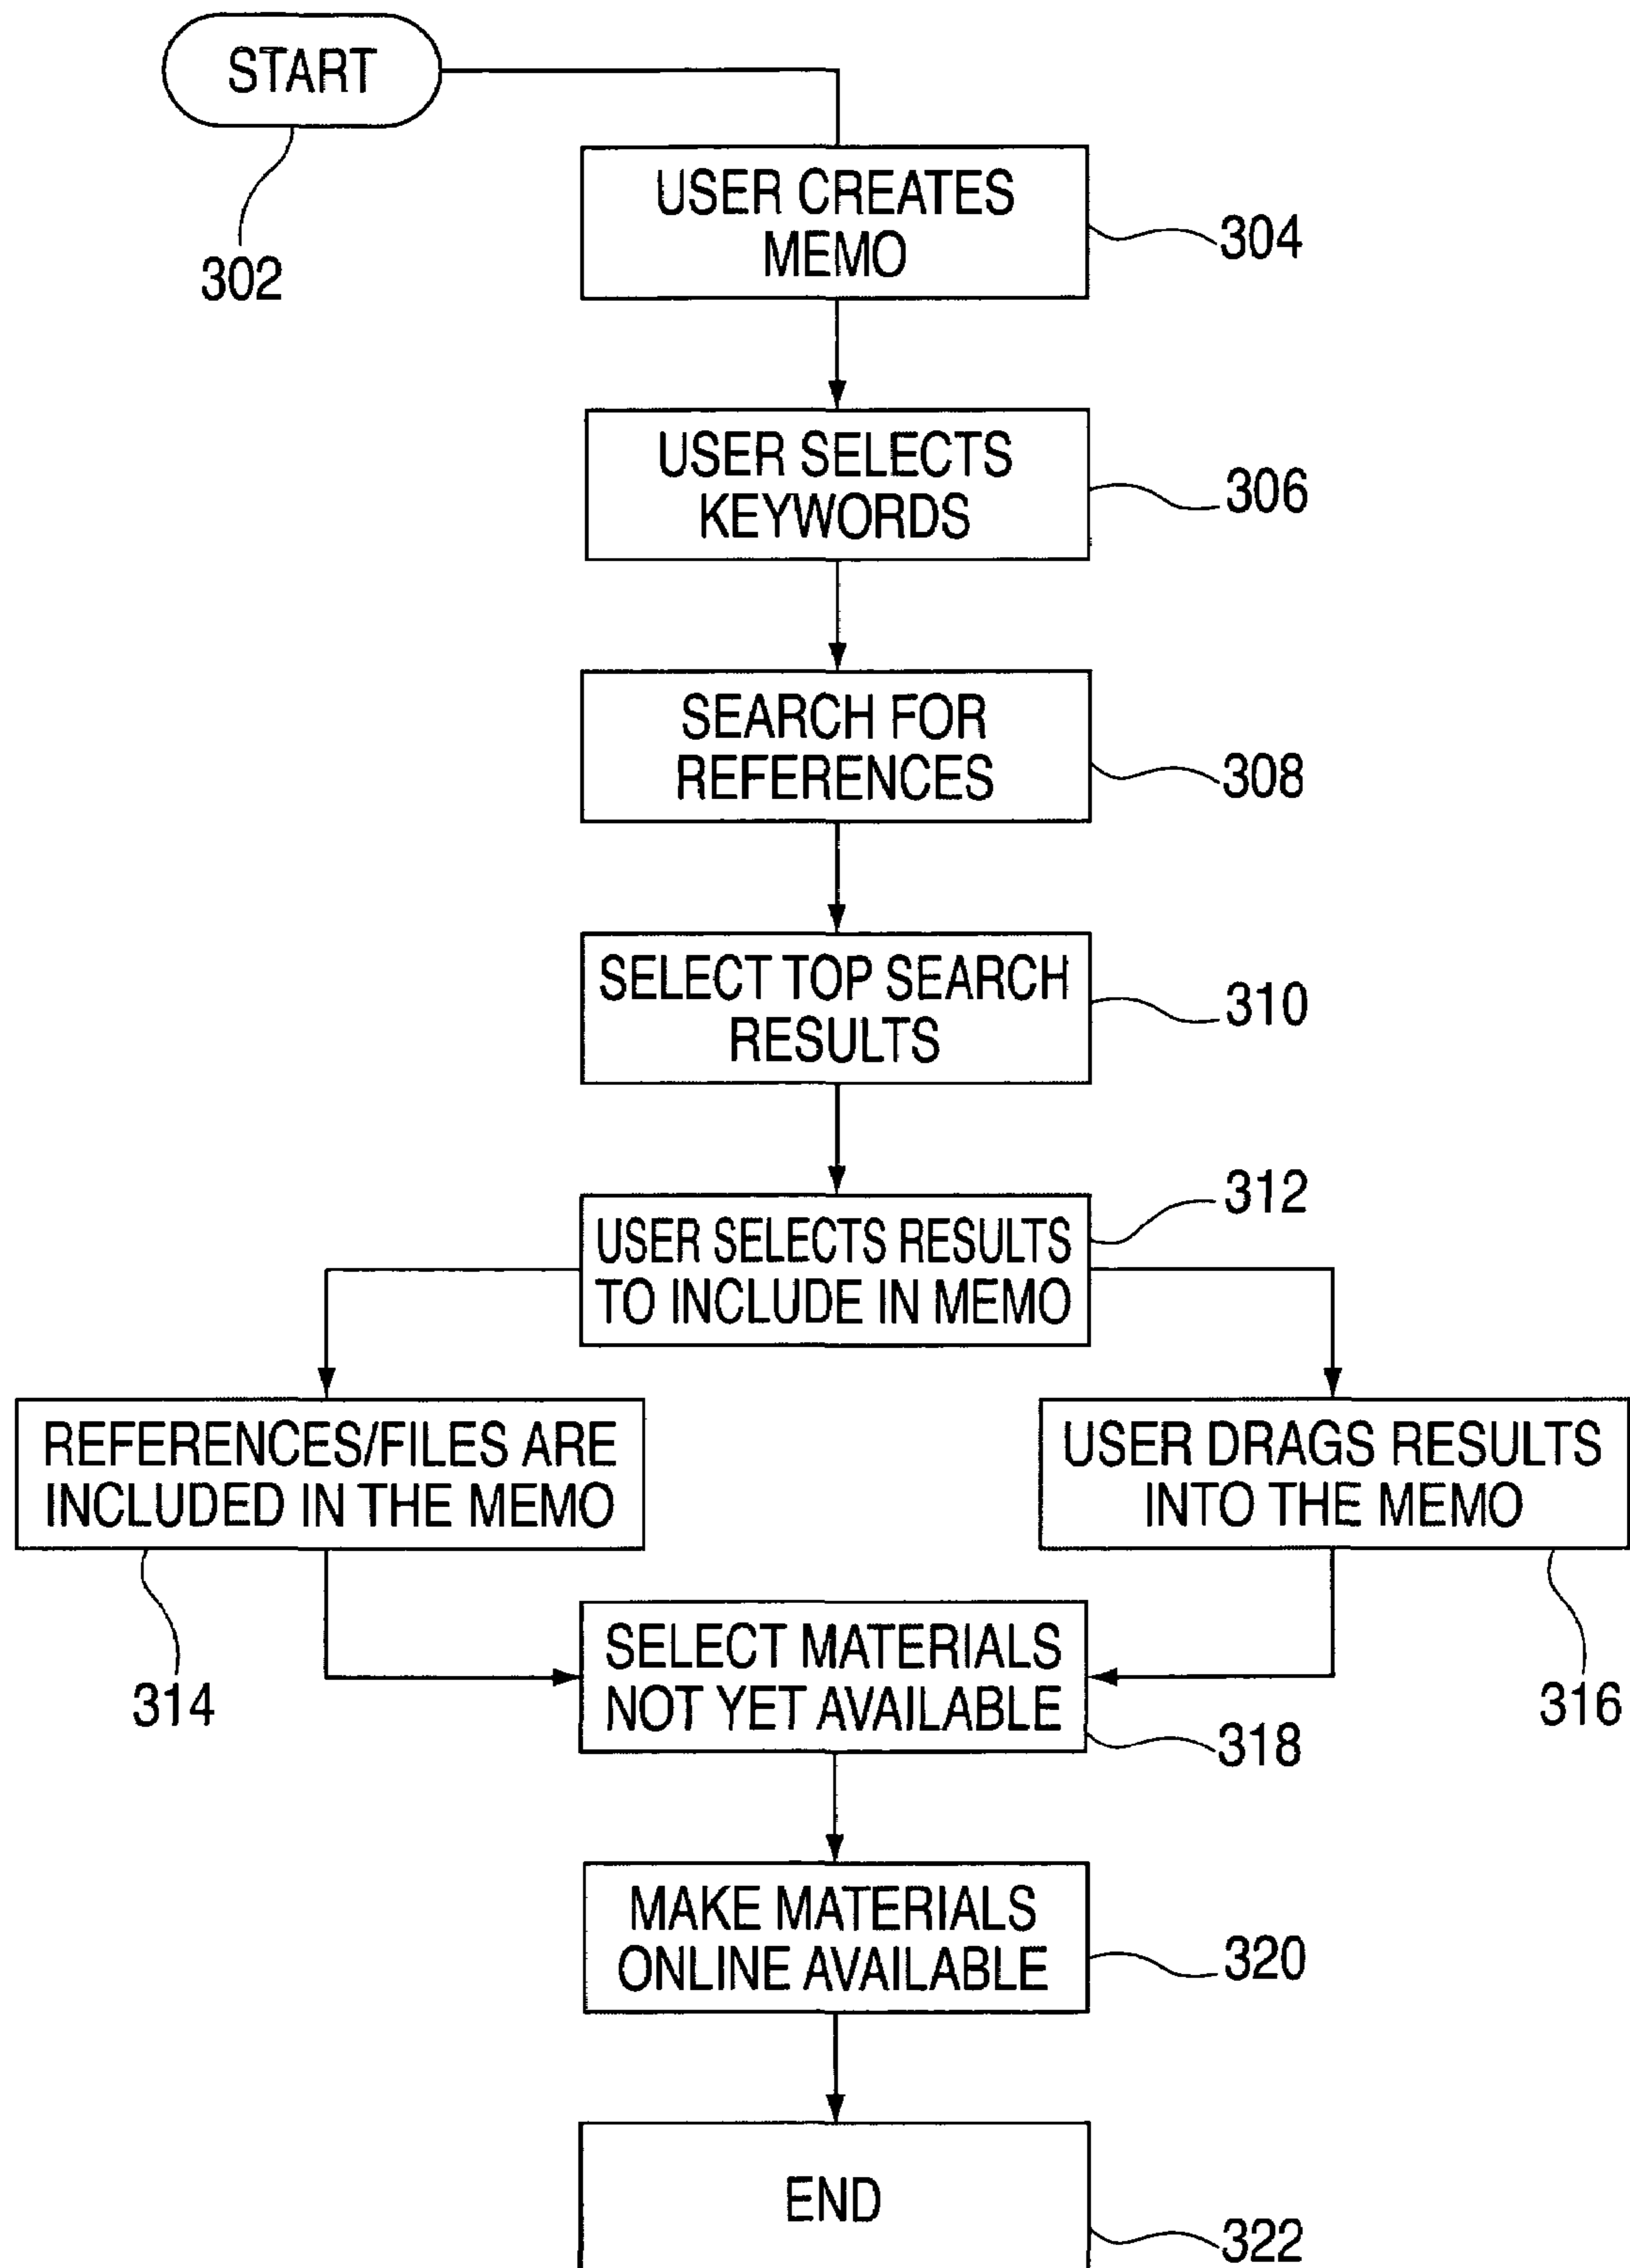 START
302
USER CREATES
MEMO
304
USER SELECTS
KEYWORDS
306
SEARCH FOR
REFERENCES
308
SELECT TOP SEARCH
RESULTS
310
312
USER SELECTS RESULTS
TO INCLUDE IN MEMO
REFERENCES/FILES ARE
INCLUDED IN THE MEMO
314
USER DRAGS RESULTS
INTO THE MEMO
316
SELECT MATERIALS
NOT YET AVAILABLE
318
MAKE MATERIALS
ONLINE AVAILABLE
320
END
322